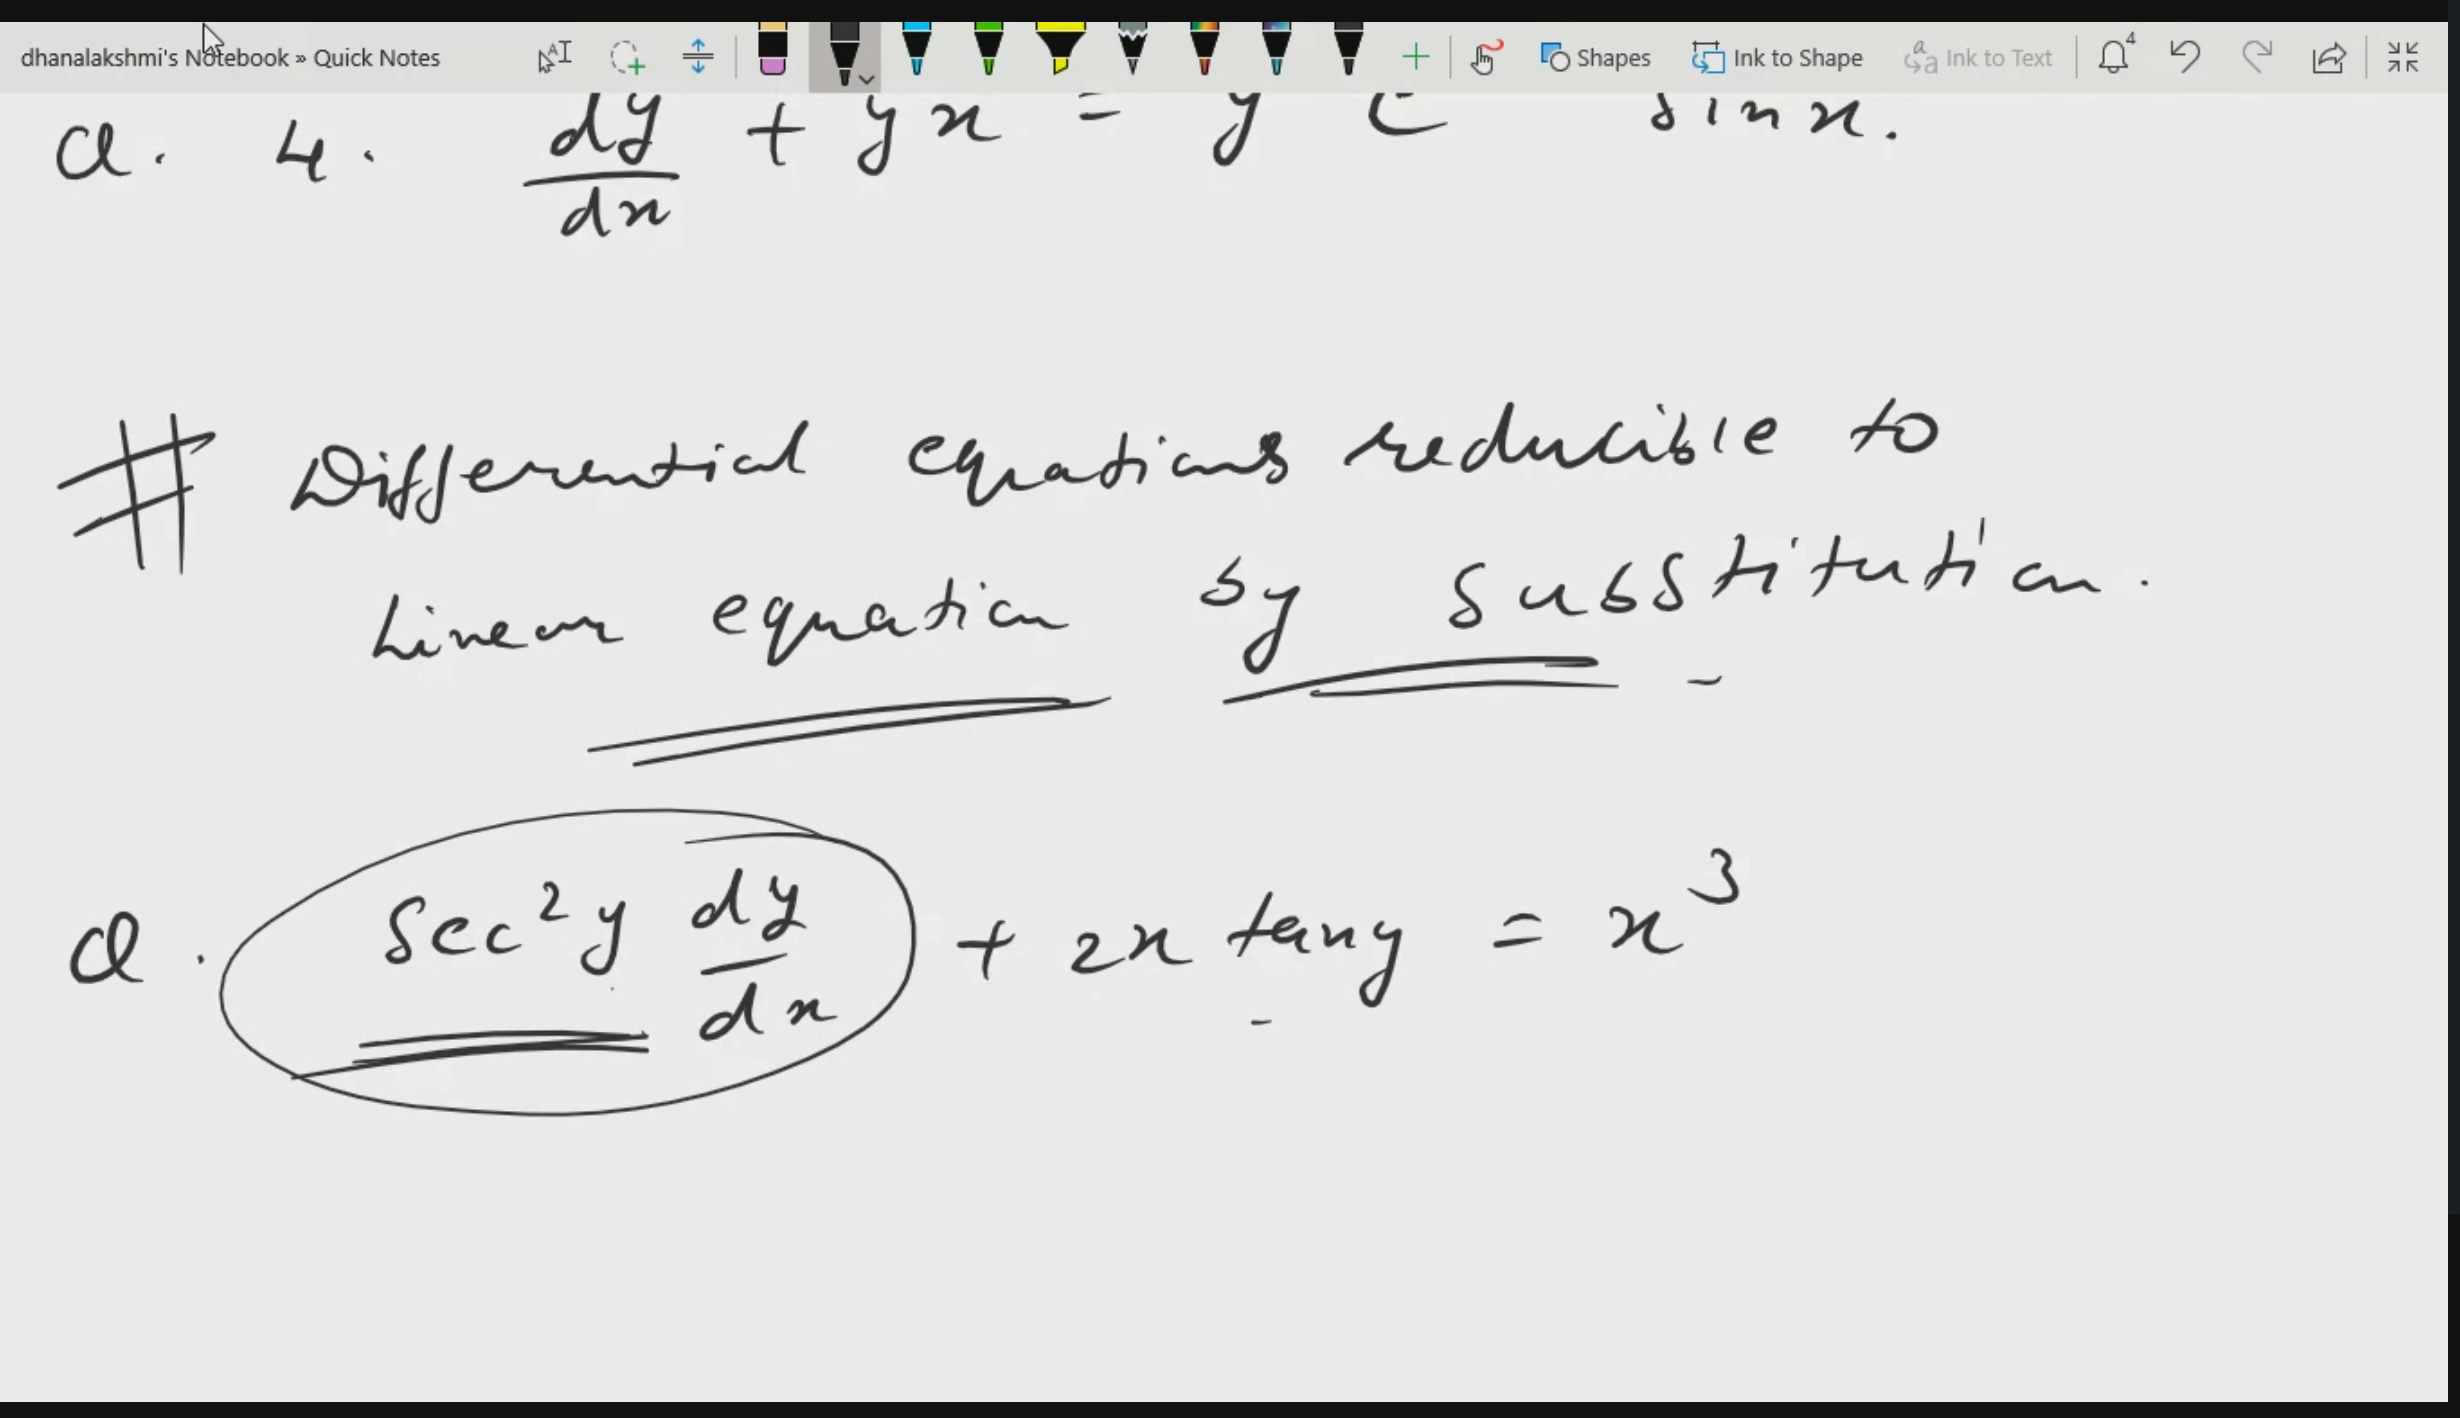 dhanalakshmi's Notebook » Quick Notes Shapes Ink to Shape Ink to Text 4
Q. 4. dy/dx + yx = y sinx.
# Differential equations reducible to
Linear equation by substitution.
Q. Sec²y dy/dx + 2x tany = x³